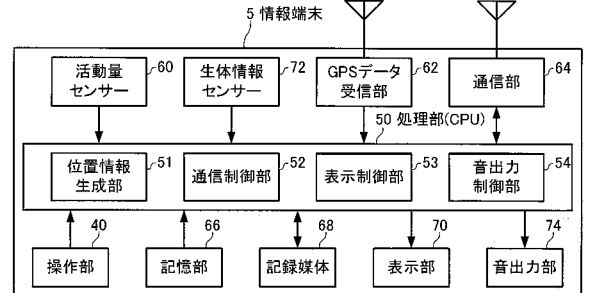 5 情報端末
活動量
センサー
60
生体情報
センサー
72
GPSデータ
受信部
62
通信部
64
50 処理部(CPU)
位置情報
生成部
51
通信制御部
52
表示制御部
53
音出力
制御部
54
40
66
68
70
74
操作部
記憶部
記録媒体
表示部
音出力部